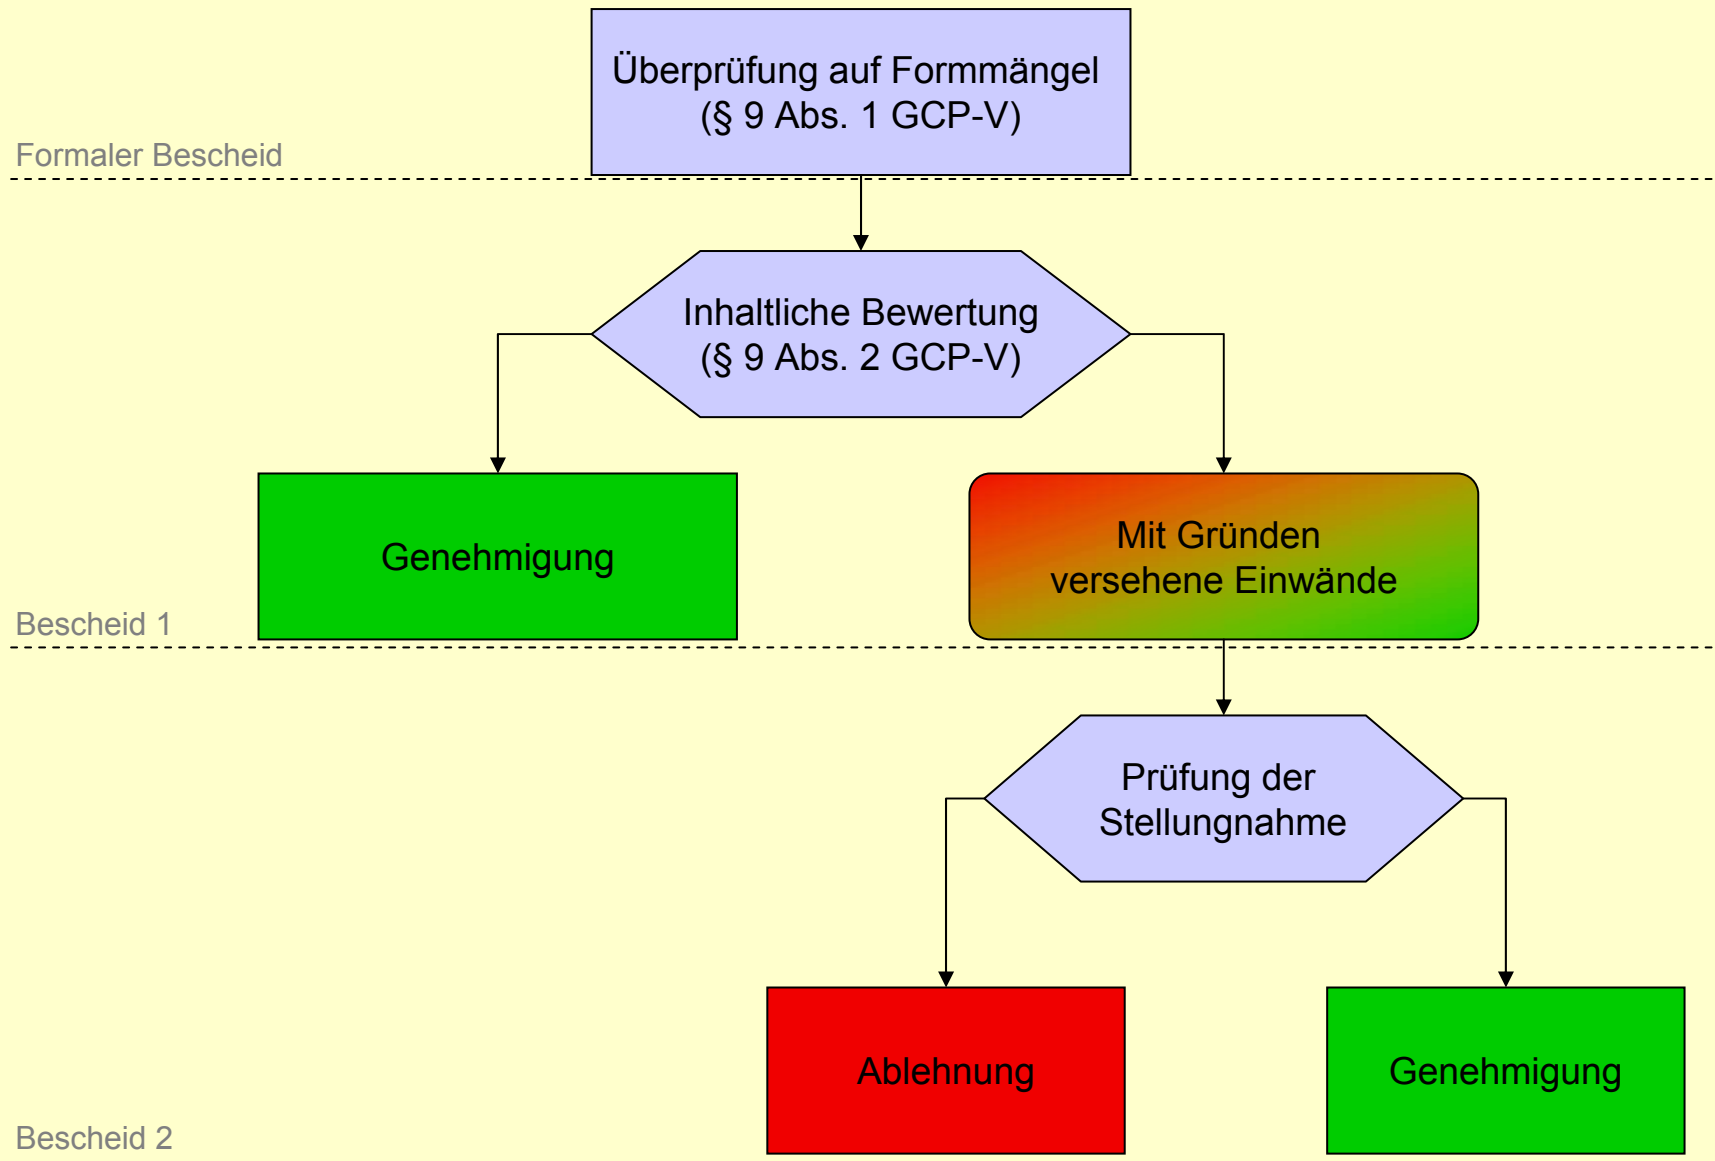 Überprüfung auf Formmängel
(§ 9 Abs. 1 GCP-V)
Formaler Bescheid
Inhaltliche Bewertung
(§ 9 Abs. 2 GCP-V)
Genehmigung
Mit Gründen
versehene Einwände
Bescheid 1
Prüfung der
Stellungnahme
Ablehnung
Genehmigung
Bescheid 2